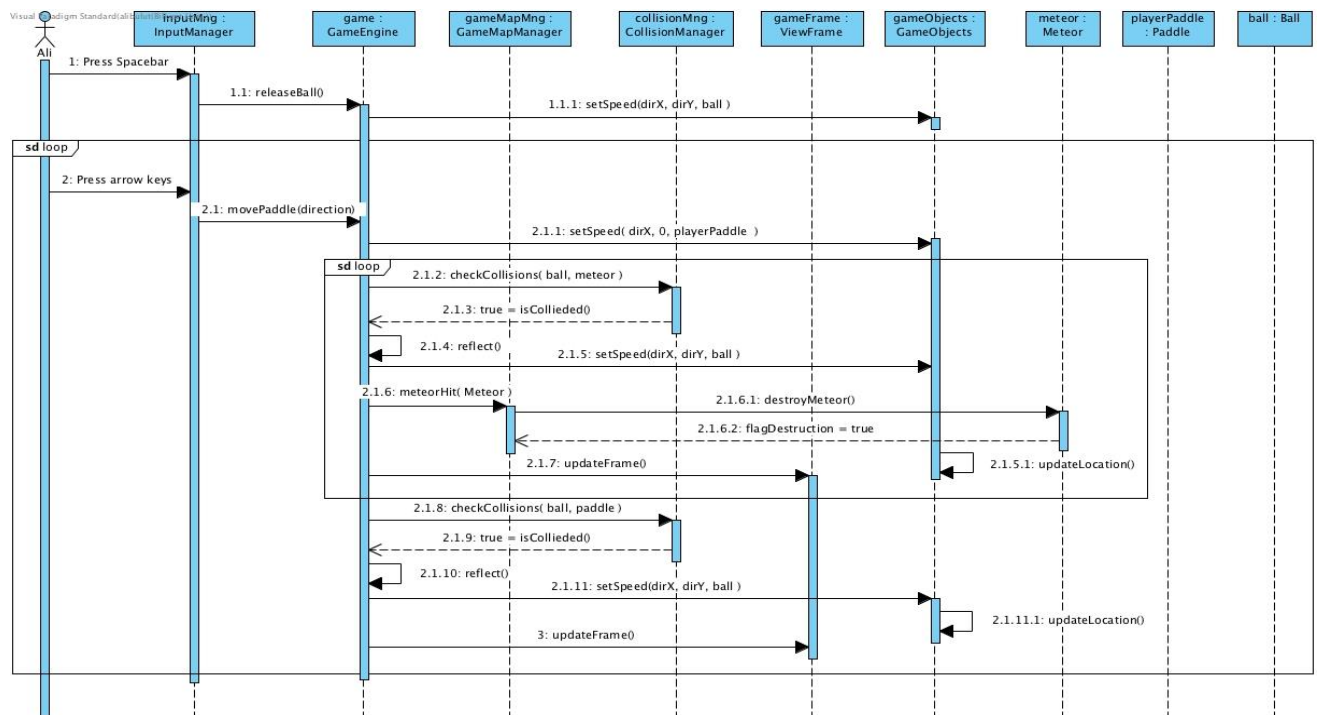 Visual Paradigm
Ali
InputManager
game :
GameEngine
gameMapMng :
GameMapManager
collisionMng :
CollisionManager
gameFrame :
ViewFrame
gameObjects :
GameObjects
meteor :
Meteor
playerPaddle
: Paddle
ball : Ball
1: Press Spacebar
1.1: releaseBall()
1.1.1: setSpeed(dirX, dirY, ball )
sd loop
2: Press arrow keys
2.1: movePaddle(direction)
2.1.1: setSpeed( dirX, 0, playerPaddle )
sd loop
2.1.2: checkCollisions( ball, meteor )
2.1.3: true = isCollieded()
2.1.4: reflect()
2.1.5: setSpeed(dirX, dirY, ball )
2.1.6: meteorHit( Meteor )
2.1.6.1: destroyMeteor()
2.1.6.2: flagDestruction = true
2.1.5.1: updateLocation()
2.1.7: updateFrame()
2.1.8: checkCollisions( ball, paddle )
2.1.9: true = isCollieded()
2.1.10: reflect()
2.1.11: setSpeed(dirX, dirY, ball )
2.1.11.1: updateLocation()
3: updateFrame()